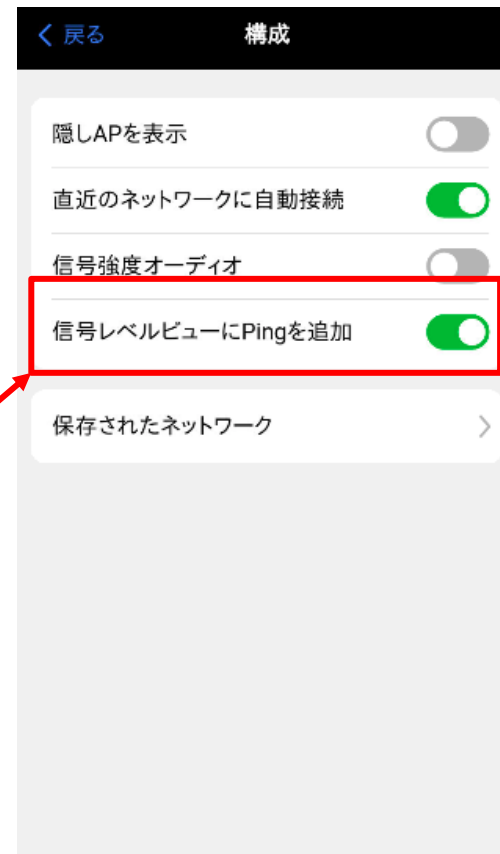 戻る
構成
隠しAPを表示
直近のネットワークに自動接続
信号強度オーディオ
信号レベルビューにPingを追加
保存されたネットワーク